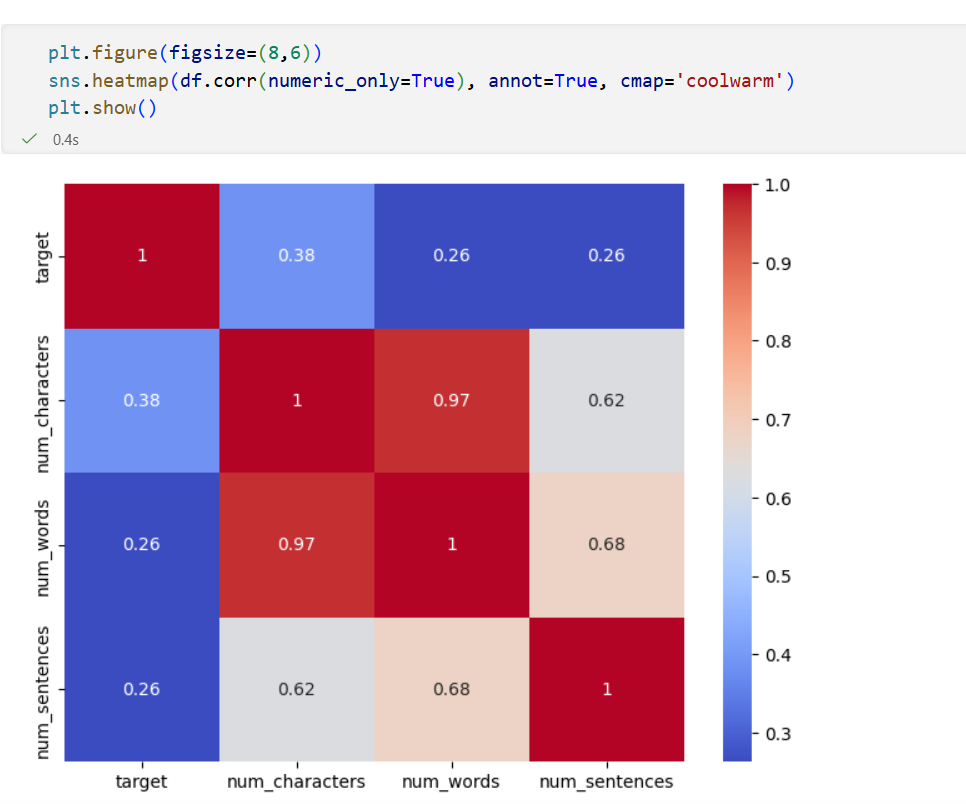 plt.figure(figsize=(8,6))
sns.heatmap(df.corr(numeric_only=True), annot=True, cmap='coolwarm')
plt.show()
0.4s
target
1 0.38 0.26 0.26
num_characters
0.38 1 0.97 0.62
num_words
0.26 0.97 1 0.68
num_sentences
0.26 0.62 0.68 1
target num_characters num_words num_sentences
1.0
0.9
0.8
0.7
0.6
0.5
0.4
0.3